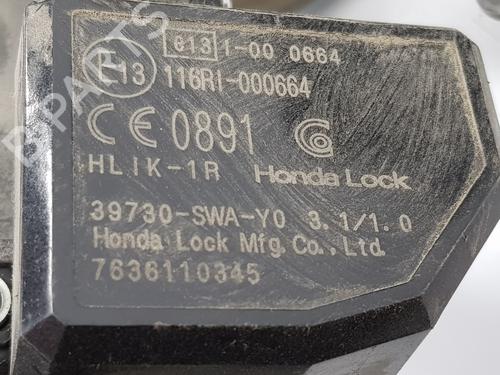 e13 1-00 0664
E13 116RI-000664
CE 0891
HLIK-1R Honda Lock
39730-SWA-Y0 3.1/1.0
Honda Lock Mfg.Co.,Ltd.
7636110345
B PARTS